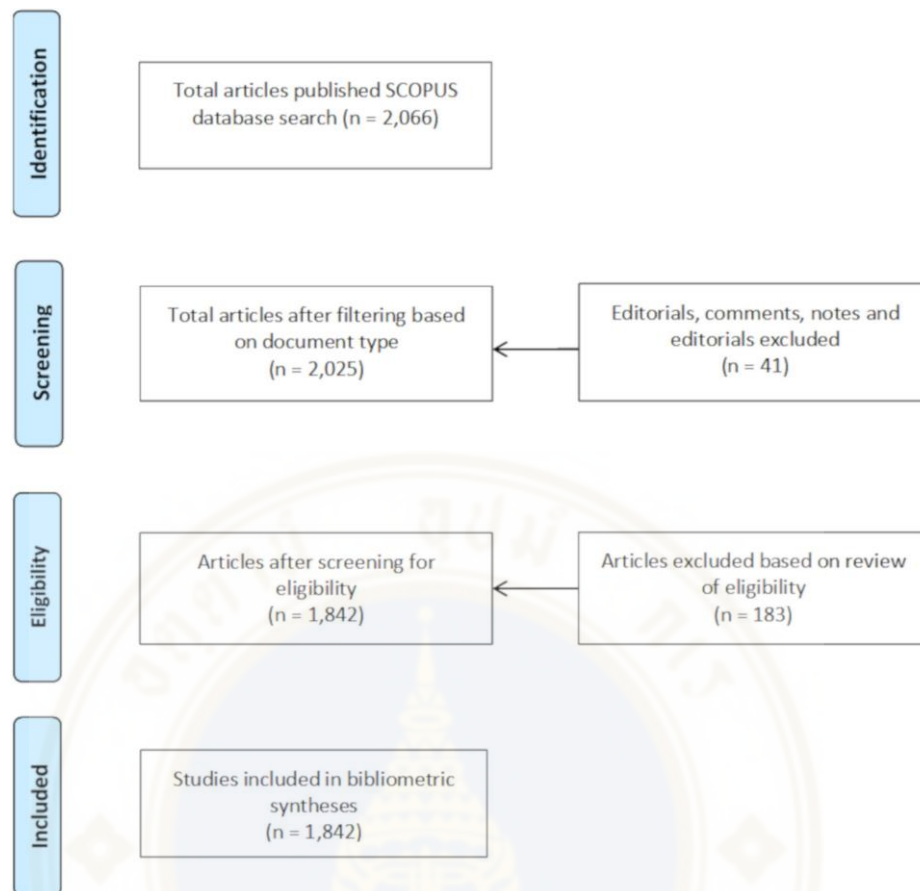 Identification
Total articles published SCOPUS
database search (n = 2,066)
Screening
Total articles after filtering based
on document type
(n = 2,025)
Editorials, comments, notes and
editorials excluded
(n = 41)
Eligibility
Articles after screening for
eligibility
(n = 1,842)
Articles excluded based on review
of eligibility
(n = 183)
Included
Studies included in bibliometric
syntheses
(n = 1,842)